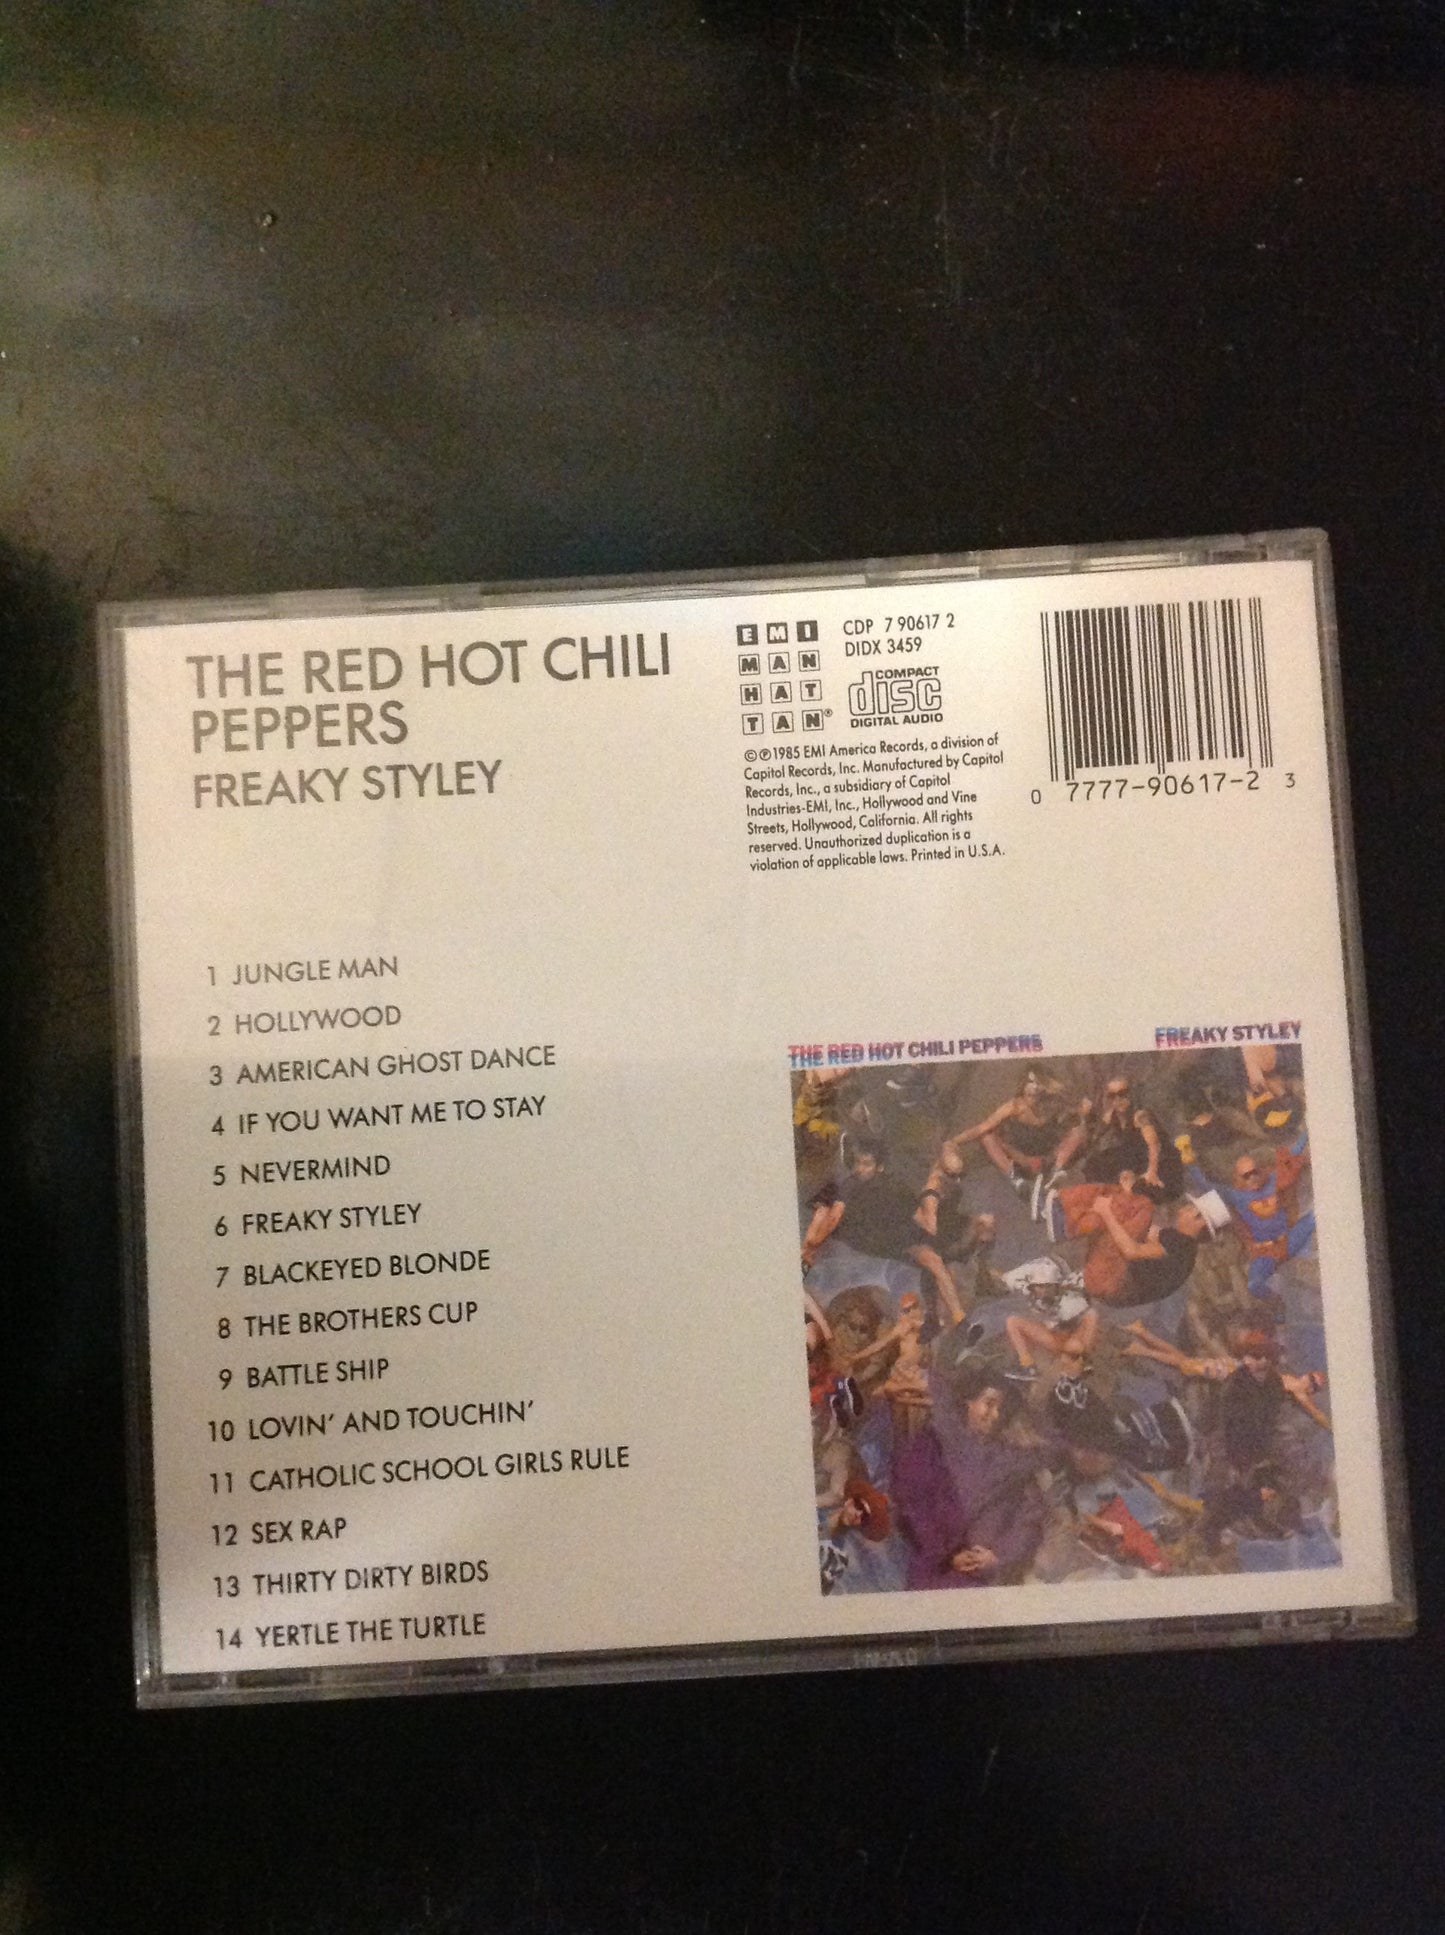 THE RED HOT CHILI
PEPPERS
FREAKY STYLEY
EMI
MAN
HAT
TAN®
CDP 7 90617 2
DIDX 3459
COMPACT
disc
DIGITAL AUDIO
©℗1985 EMI America Records, a division of
Capitol Records, Inc. Manufactured by Capitol
Records, Inc., a subsidiary of Capitol
Industries-EMI, Inc., Hollywood and Vine
Streets, Hollywood, California. All rights
reserved. Unauthorized duplication is a
violation of applicable laws. Printed in U.S.A.
0 7777-90617-2 3
1 JUNGLE MAN
2 HOLLYWOOD
3 AMERICAN GHOST DANCE
4 IF YOU WANT ME TO STAY
5 NEVERMIND
6 FREAKY STYLEY
7 BLACKEYED BLONDE
8 THE BROTHERS CUP
9 BATTLE SHIP
10 LOVIN' AND TOUCHIN'
11 CATHOLIC SCHOOL GIRLS RULE
12 SEX RAP
13 THIRTY DIRTY BIRDS
14 YERTLE THE TURTLE
THE RED HOT CHILI PEPPERS FREAKY STYLEY